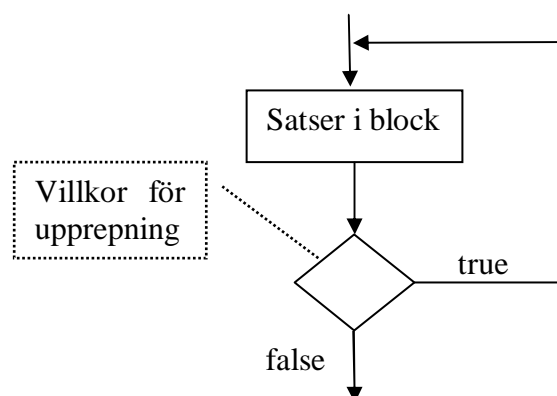 Satser i block
Villkor för
upprepning
true
false